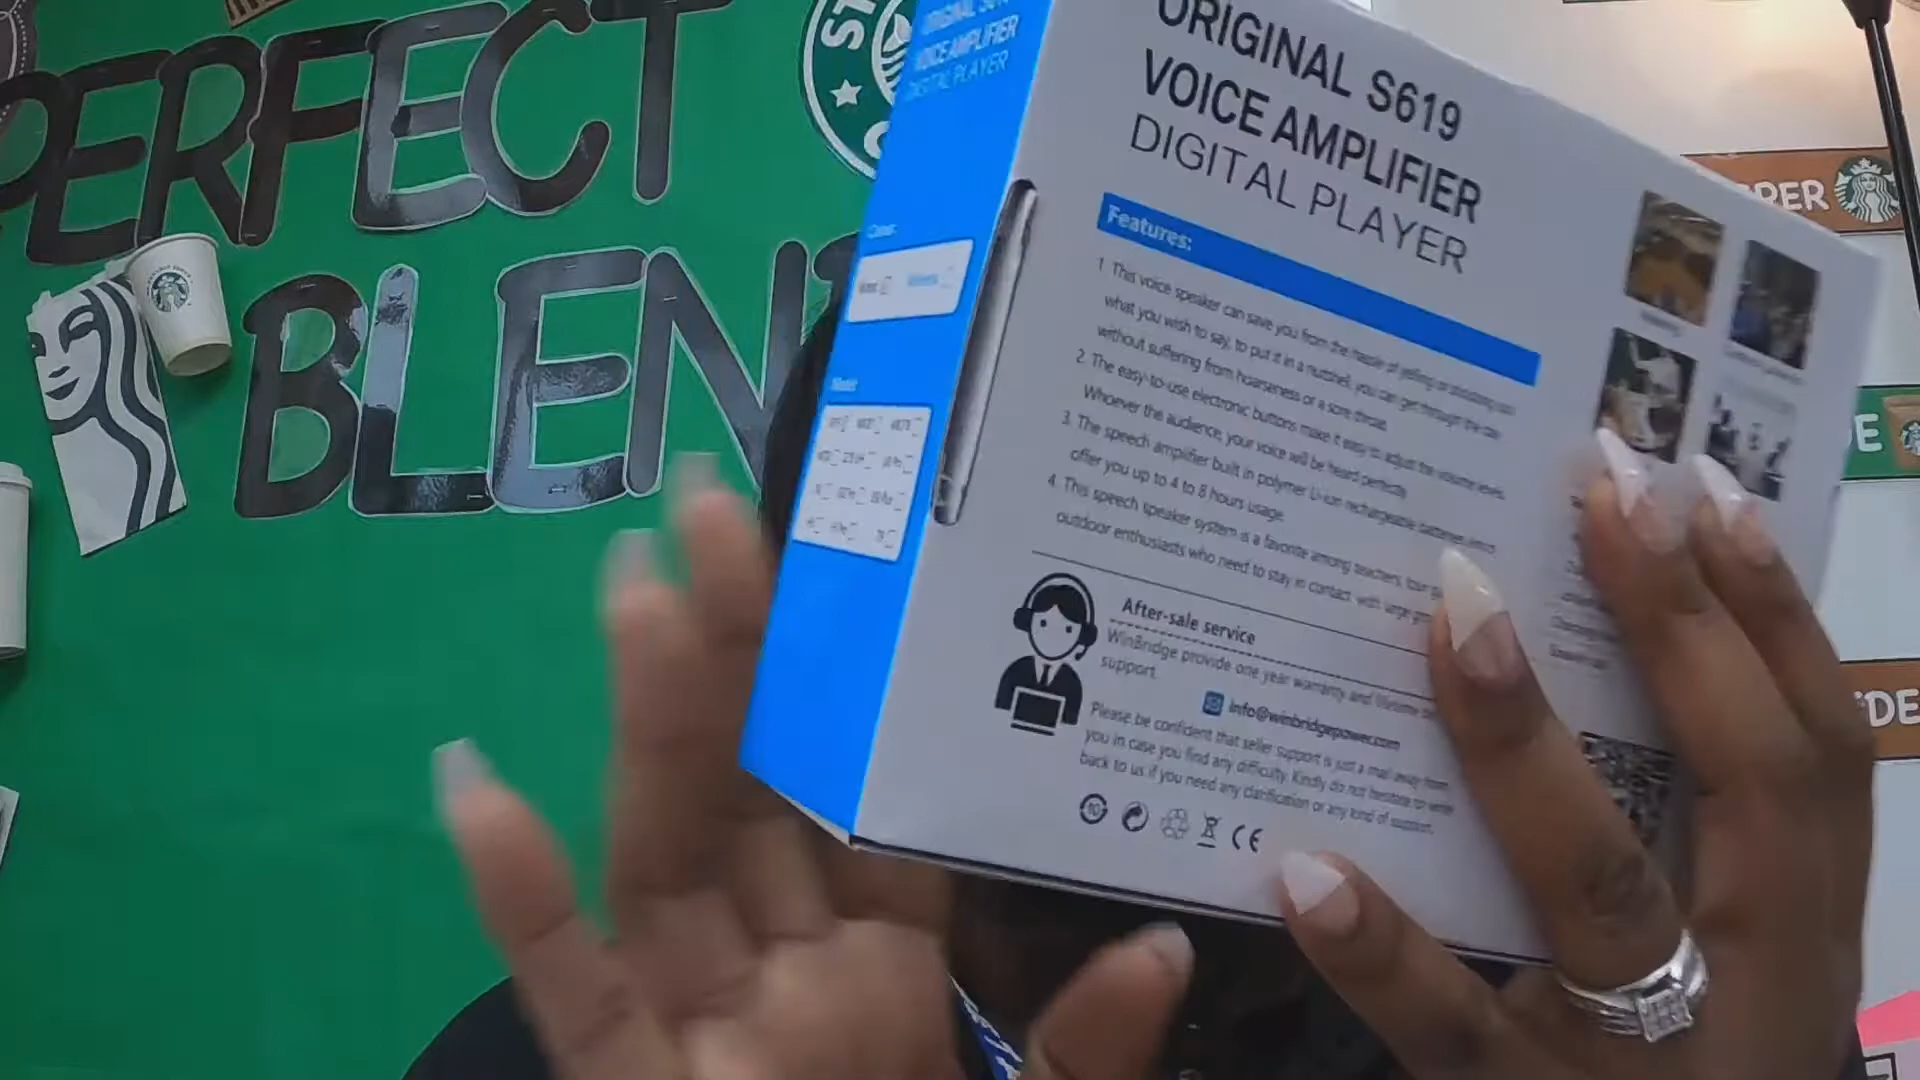 PERFECT
BLEN
ST
ORIGINAL S619
VOICE AMPLIFIER
DIGITAL PLAYER
Color:
Model:
ORIGINAL S619
VOICE AMPLIFIER
DIGITAL PLAYER
Features:
1 This voice speaker can save you from the hassle of yelling or shouting out
what you wish to say, to put it in a nutshell, you can get through the day
without suffering from hoarseness or a sore throat.
2. The easy-to-use electronic buttons make it easy to adjust the volume levels.
Whoever the audience, your voice will be heard perfectly.
3. The speech amplifier built in polymer Li-ion rechargeable batteries
offer you up to 4 to 8 hours usage.
4. This speech speaker system is a favorite among teachers, tour
outdoor enthusiasts who need to stay in contact with large
After-sale service
WinBridge provide one year warranty and lifetime
support.
info@winbridgepower.com
Please be confident that seller support is just a mail away from
you in case you find any difficulty. Kindly do not hesitate to write
back to us if you need any clarification or any kind of support.
CE
PER
E
DE